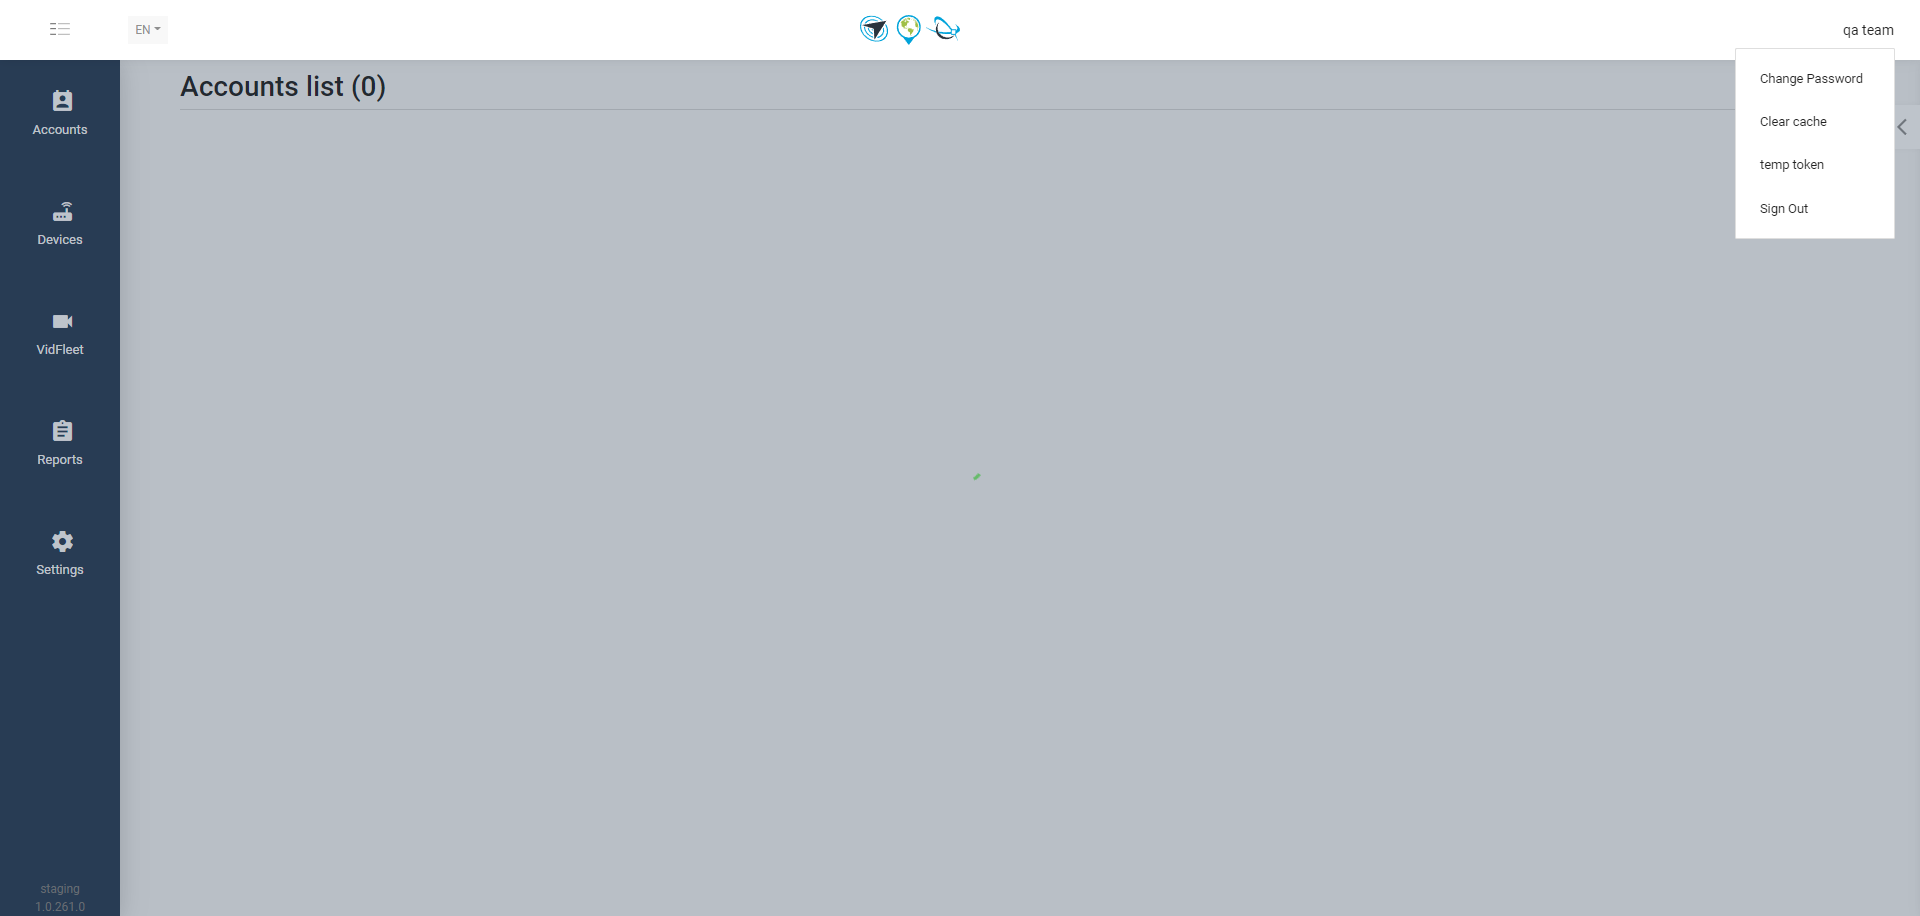 EN
qa team
Change Password
Clear cache
temp token
Sign Out
Accounts list (0)
Accounts
Devices
VidFleet
Reports
Settings
staging
1.0.261.0